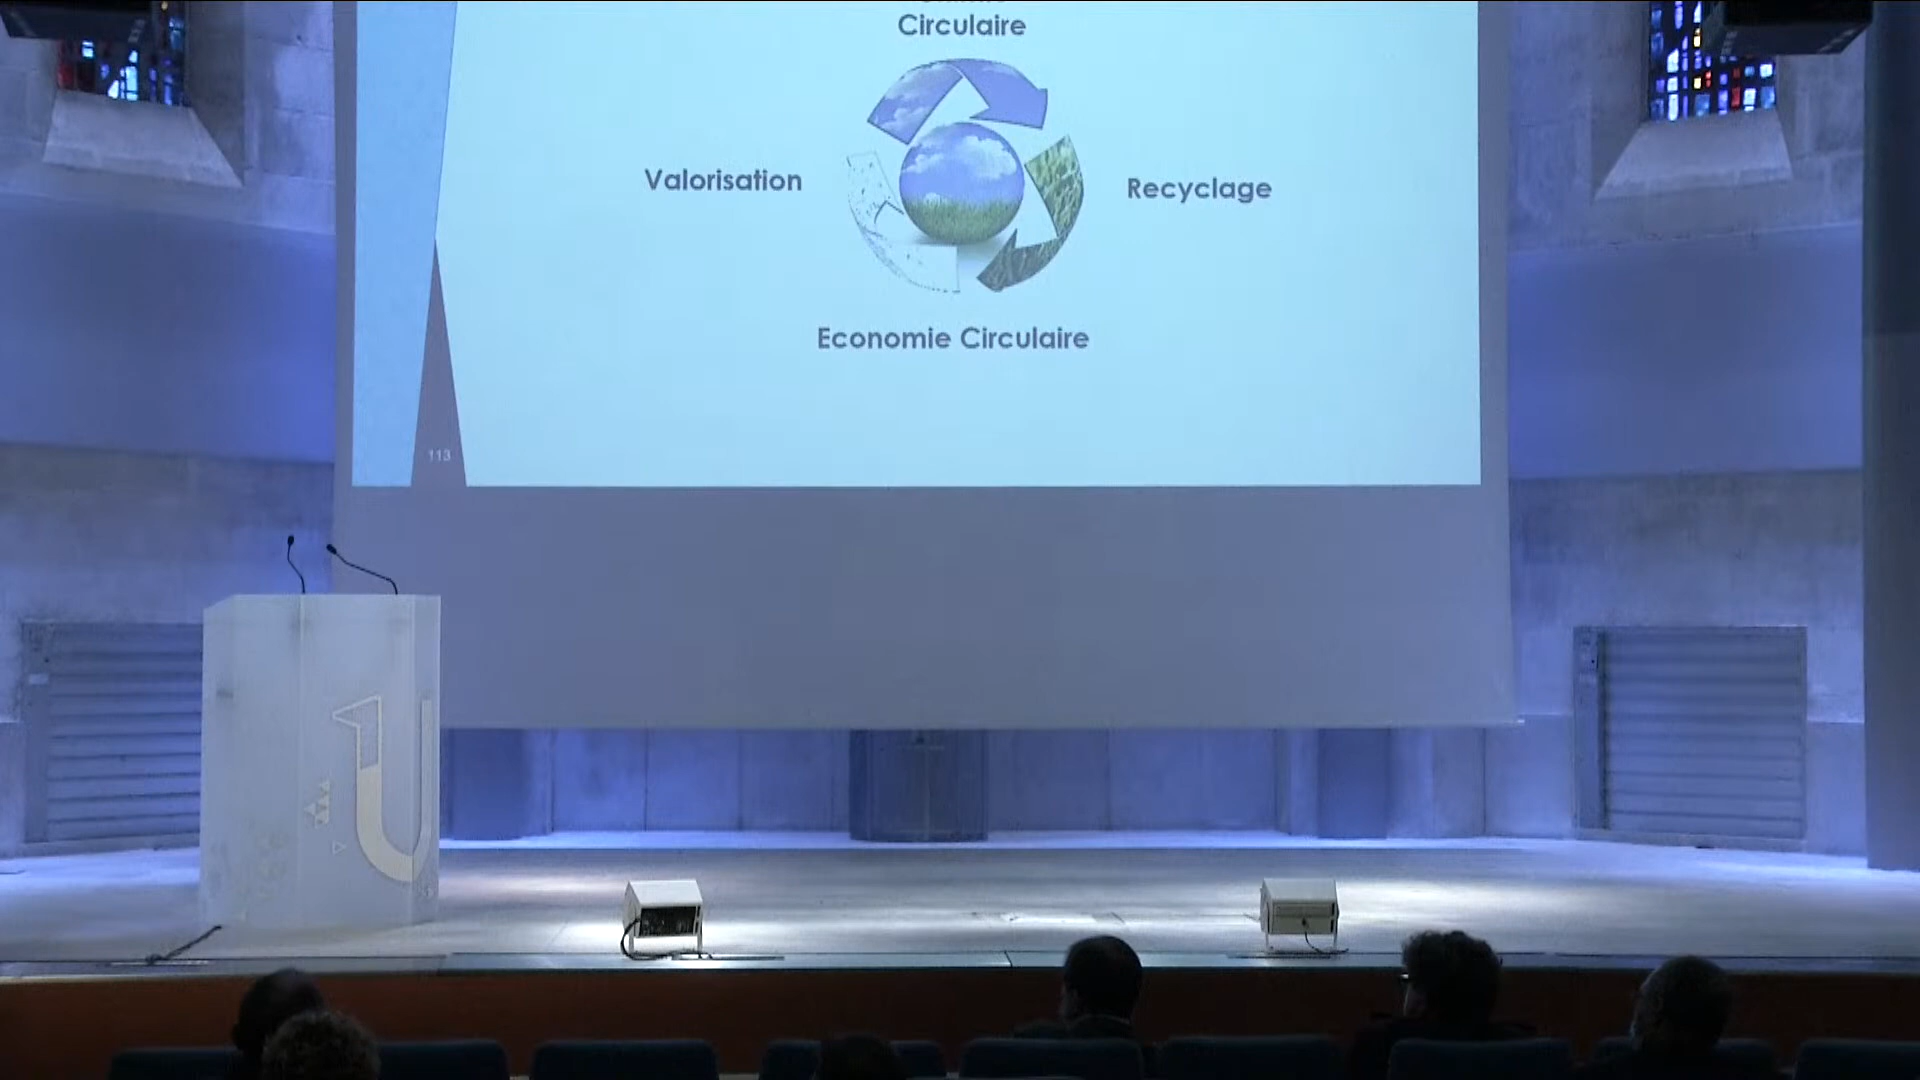 Circulaire
Valorisation
Recyclage
Economie Circulaire
113